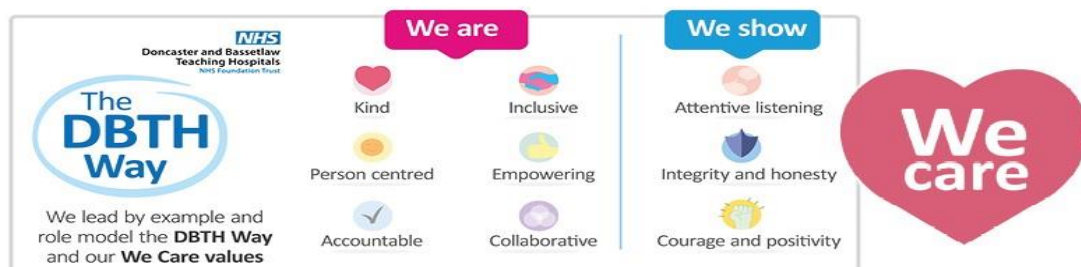 NHS
Doncaster and Bassetlaw
Teaching Hospitals
NHS Foundation Trust
The
DBTH
Way
We lead by example and
role model the DBTH Way
and our We Care values
We are
Kind
Inclusive
Person centred
Empowering
Accountable
Collaborative
We show
Attentive listening
Integrity and honesty
Courage and positivity
We
care